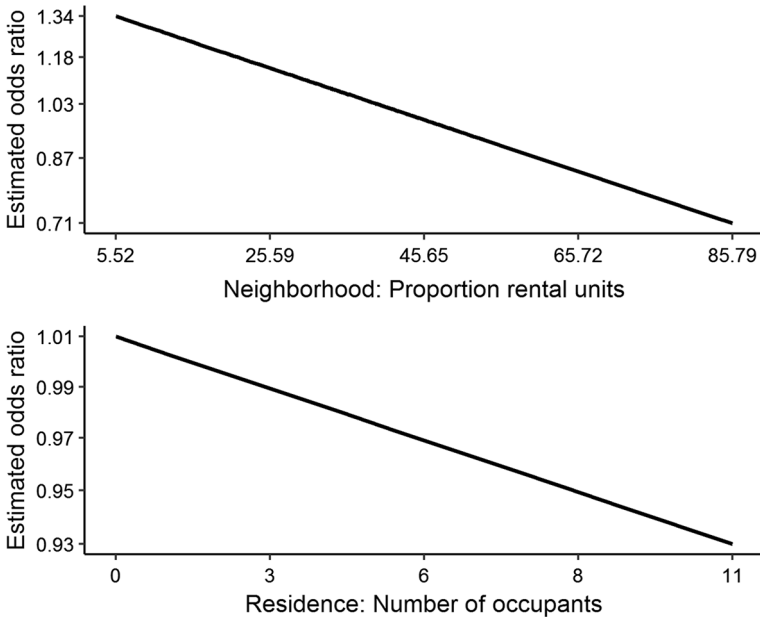 Estimated odds ratio
1.34
1.18
1.03
0.87
0.71
5.52 25.59 45.65 65.72 85.79
Neighborhood: Proportion rental units
Estimated odds ratio
1.01
0.99
0.97
0.95
0.93
0 3 6 8 11
Residence: Number of occupants